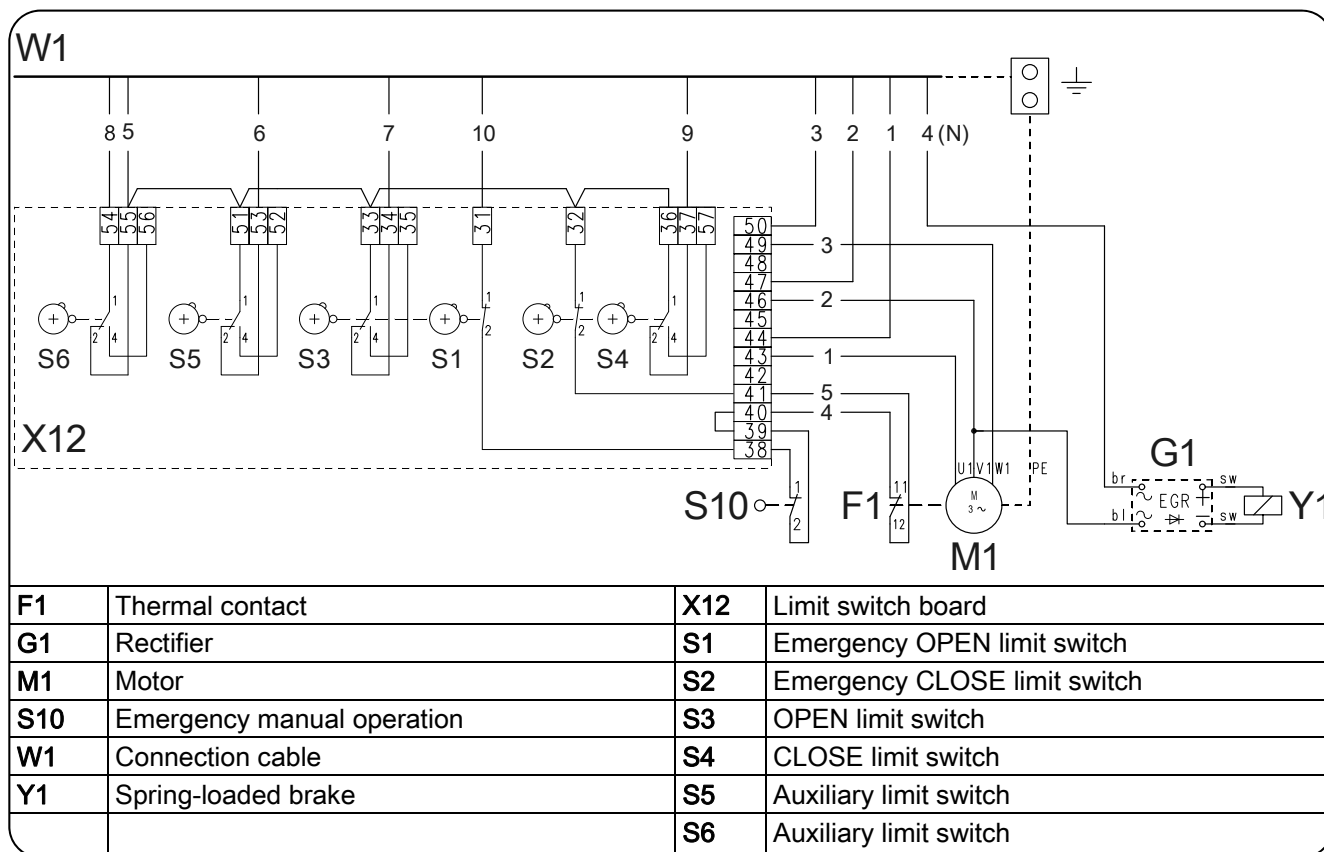 W1
8 5 6 7 10 9 3 2 1 4 (N)
54 55 56 51 53 52 33 34 35 31 32 36 37 57
50
49 3
48
47
46 2
45
44
43 1
42
41 5
40 4
39
38
1 1 1 1 1 1
2 4 2 4 2 4 2 2 2 4
S6 S5 S3 S1 S2 S4
X12
U1 V1 W1 PE
G1
br EGR + sw
bl − sw
Y1
S10 1 2
F1 11 12
M 3 ~
M1
F1 Thermal contact X12 Limit switch board
G1 Rectifier S1 Emergency OPEN limit switch
M1 Motor S2 Emergency CLOSE limit switch
S10 Emergency manual operation S3 OPEN limit switch
W1 Connection cable S4 CLOSE limit switch
Y1 Spring-loaded brake S5 Auxiliary limit switch
S6 Auxiliary limit switch